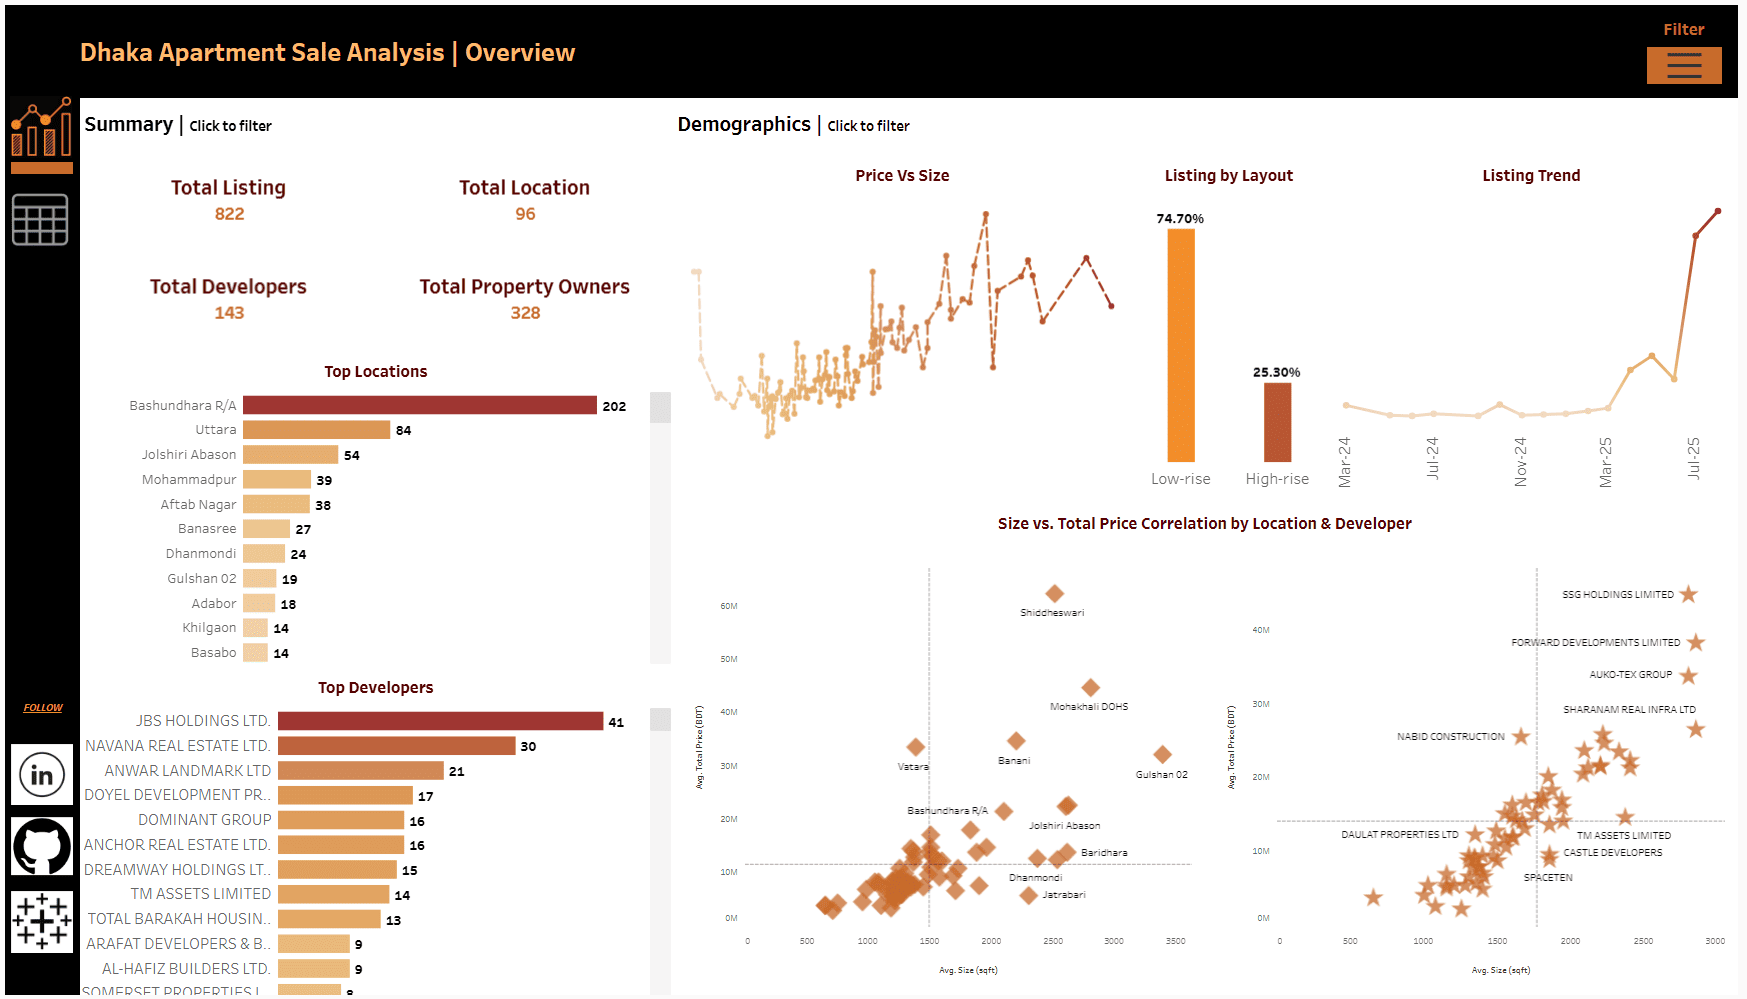 Dhaka Apartment Sale Analysis | Overview
Filter
Summary | Click to filter
Total Listing
822
Total Location
96
Total Developers
143
Total Property Owners
328
Top Locations
Bashundhara R/A 202
Uttara 84
Jolshiri Abason 54
Mohammadpur 39
Aftab Nagar 38
Banasree 27
Dhanmondi 24
Gulshan 02 19
Adabor 18
Khilgaon 14
Basabo 14
Top Developers
JBS HOLDINGS LTD. 41
NAVANA REAL ESTATE LTD. 30
ANWAR LANDMARK LTD 21
DOYEL DEVELOPMENT PR.. 17
DOMINANT GROUP 16
ANCHOR REAL ESTATE LTD. 16
DREAMWAY HOLDINGS LT.. 15
TM ASSETS LIMITED 14
TOTAL BARAKAH HOUSIN.. 13
ARAFAT DEVELOPERS & B.. 9
AL-HAFIZ BUILDERS LTD. 9
SOMERSET PROPERTIES L.. 8
FOLLOW
in
Demographics | Click to filter
Price Vs Size
Listing by Layout
74.70%
25.30%
Low-rise
High-rise
Listing Trend
Mar-24
Jul-24
Nov-24
Mar-25
Jul-25
Size vs. Total Price Correlation by Location & Developer
Avg. Total Price (BDT)
60M
50M
40M
30M
20M
10M
0M
Shiddheswari
Mohakhali DOHS
Vatara
Banani
Gulshan 02
Bashundhara R/A
Jolshiri Abason
Baridhara
Dhanmondi
Jatrabari
0 500 1000 1500 2000 2500 3000 3500
Avg. Size (sqft)
Avg. Total Price (BDT)
40M
30M
20M
10M
0M
SSG HOLDINGS LIMITED
FORWARD DEVELOPMENTS LIMITED
AUKO-TEX GROUP
SHARANAM REAL INFRA LTD
NABID CONSTRUCTION
DAULAT PROPERTIES LTD
TM ASSETS LIMITED
CASTLE DEVELOPERS
SPACETEN
0 500 1000 1500 2000 2500 3000
Avg. Size (sqft)